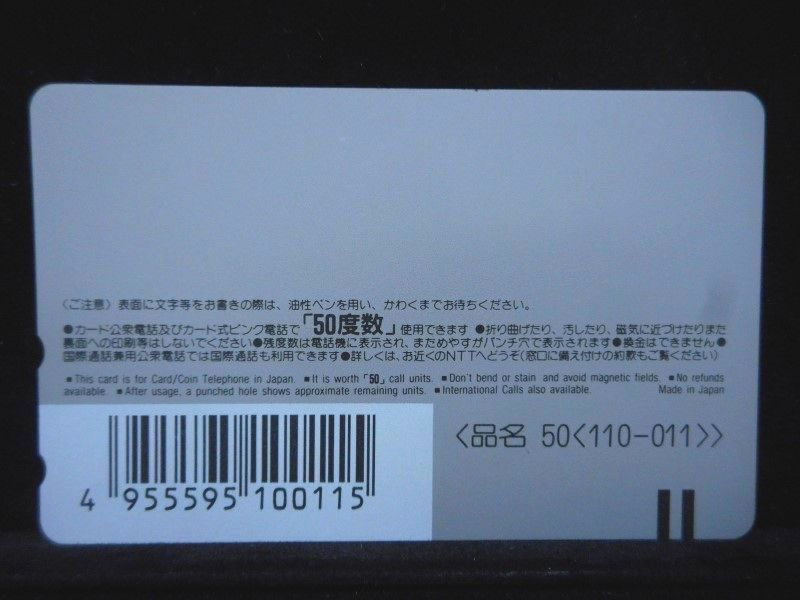 〈ご注意〉表面に文字等をお書きの際は、油性ペンを用い、かわくまでお待ちください。
●カード公衆電話及びカード式ピンク電話で「50度数」使用できます ●折り曲げたり、汚したり、磁気に近づけたりまた
裏面への印刷等はしないでください●残度数は電話機に表示され、まためやすがパンチ穴で表示されます●換金はできません●
国際通話兼用公衆電話では国際通話も利用できます●詳しくは、お近くのNTTへどうぞ(窓口に備え付けの約款もご覧ください)
■This card is for Card/Coin Telephone in Japan. ■It is worth「50」call units. ■Don't bend or stain and avoid magnetic fields. ■No refunds
available. ■After usage, a punched hole shows approximate remaining units. ■International Calls also available. Made in Japan
〈品名 50〈110-011〉〉
4 955595 100115